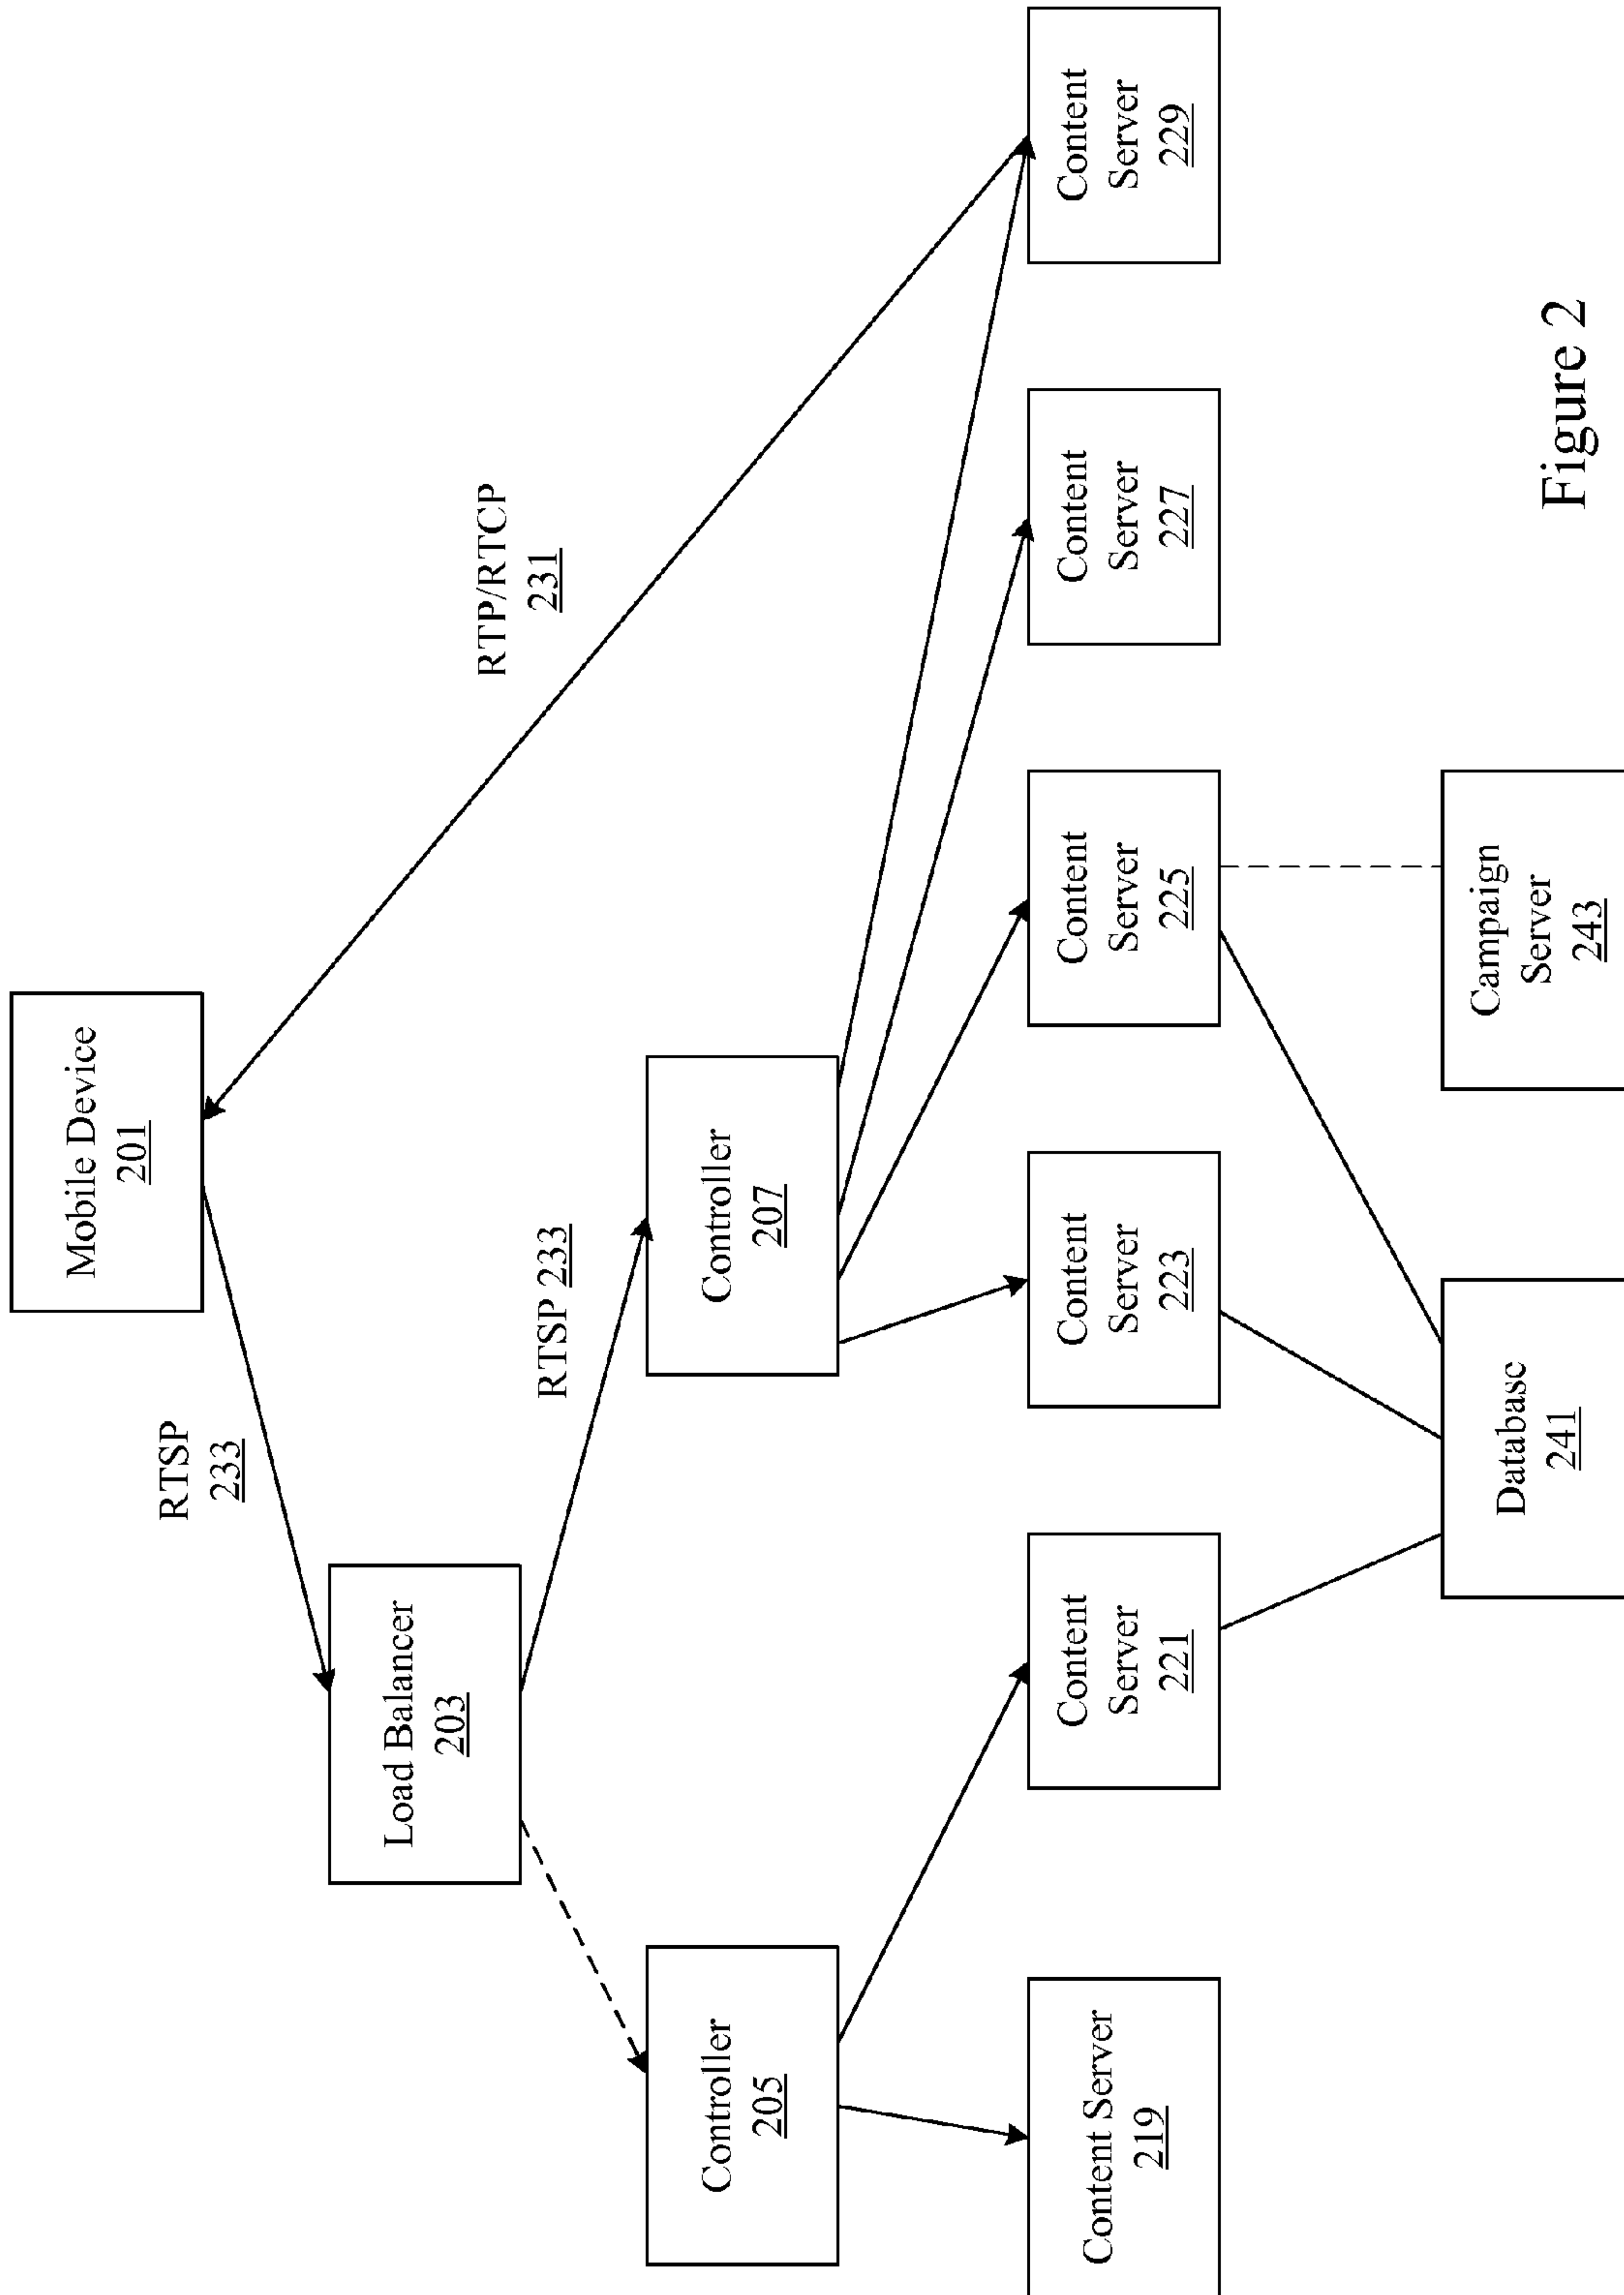 Mobile Device
201
RTSP
233
RTP/RTCP
231
Load Balancer
203
RTSP 233
Controller
205
Controller
207
Content Server
219
Content
Server
221
Content
Server
223
Content
Server
225
Content
Server
227
Content
Server
229
Database
241
Campaign
Server
243
Figure 2